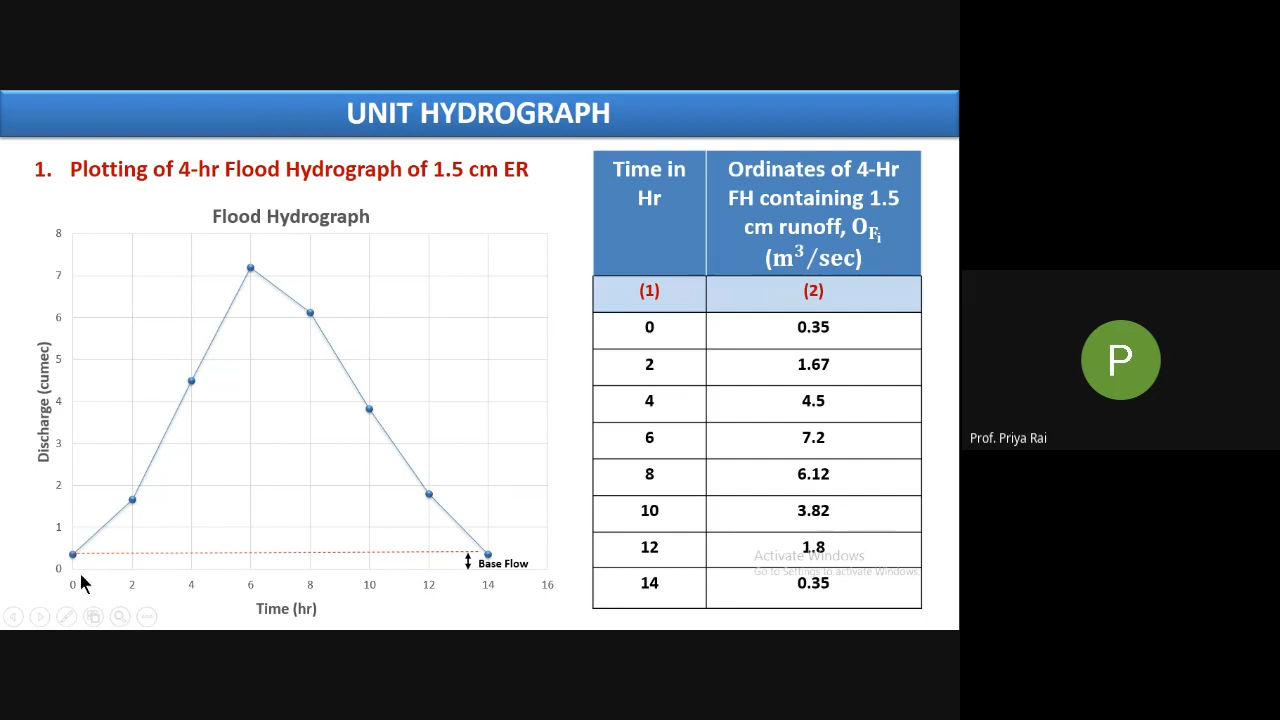 UNIT HYDROGRAPH
1. Plotting of 4-hr Flood Hydrograph of 1.5 cm ER
Flood Hydrograph
8
7
6
5
4
3
2
1
0
Discharge (cumec)
0 2 4 6 8 10 12 14 16
Time (hr)
Base Flow
Time in
Hr
Ordinates of 4-Hr
FH containing 1.5
cm runoff, O_{F_i}
(m³/sec)
(1) (2)
0 0.35
2 1.67
4 4.5
6 7.2
8 6.12
10 3.82
12 1.8
14 0.35
Activate Windows
Go to Settings to activate Windows.
P
Prof. Priya Rai